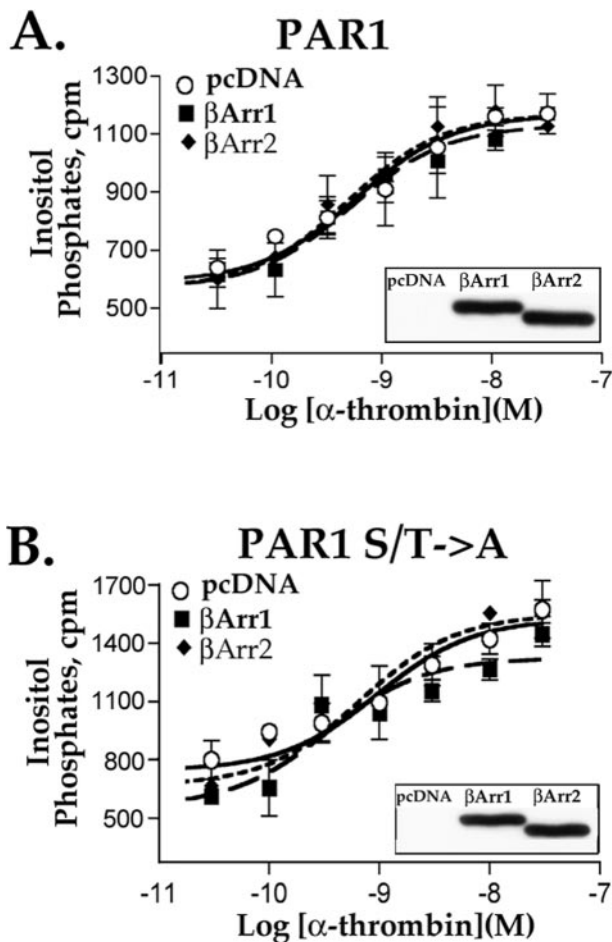 A. PAR1
1300
1100
900
700
500
Inositol
Phosphates, cpm
pcDNA
βArr1
βArr2
pcDNA βArr1 βArr2
-11 -10 -9 -8 -7
Log [α-thrombin](M)
B. PAR1 S/T->A
1700
1400
1100
800
500
Inositol
Phosphates, cpm
pcDNA
βArr1
βArr2
pcDNA βArr1 βArr2
-11 -10 -9 -8 -7
Log [α-thrombin](M)